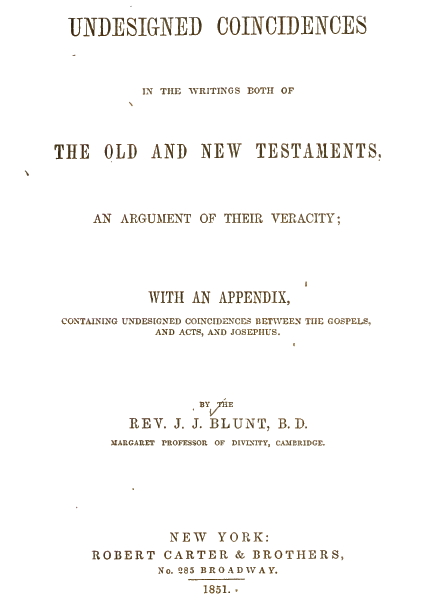 UNDESIGNED COINCIDENCES
IN THE WRITINGS BOTH OF
THE OLD AND NEW TESTAMENTS,
AN ARGUMENT OF THEIR VERACITY;
WITH AN APPENDIX,
CONTAINING UNDESIGNED COINCIDENCES BETWEEN THE GOSPELS,
AND ACTS, AND JOSEPHUS.
BY THE
REV. J. J. BLUNT, B. D.
MARGARET PROFESSOR OF DIVINITY, CAMBRIDGE.
NEW YORK:
ROBERT CARTER & BROTHERS,
No. 285 BROADWAY.
1851.